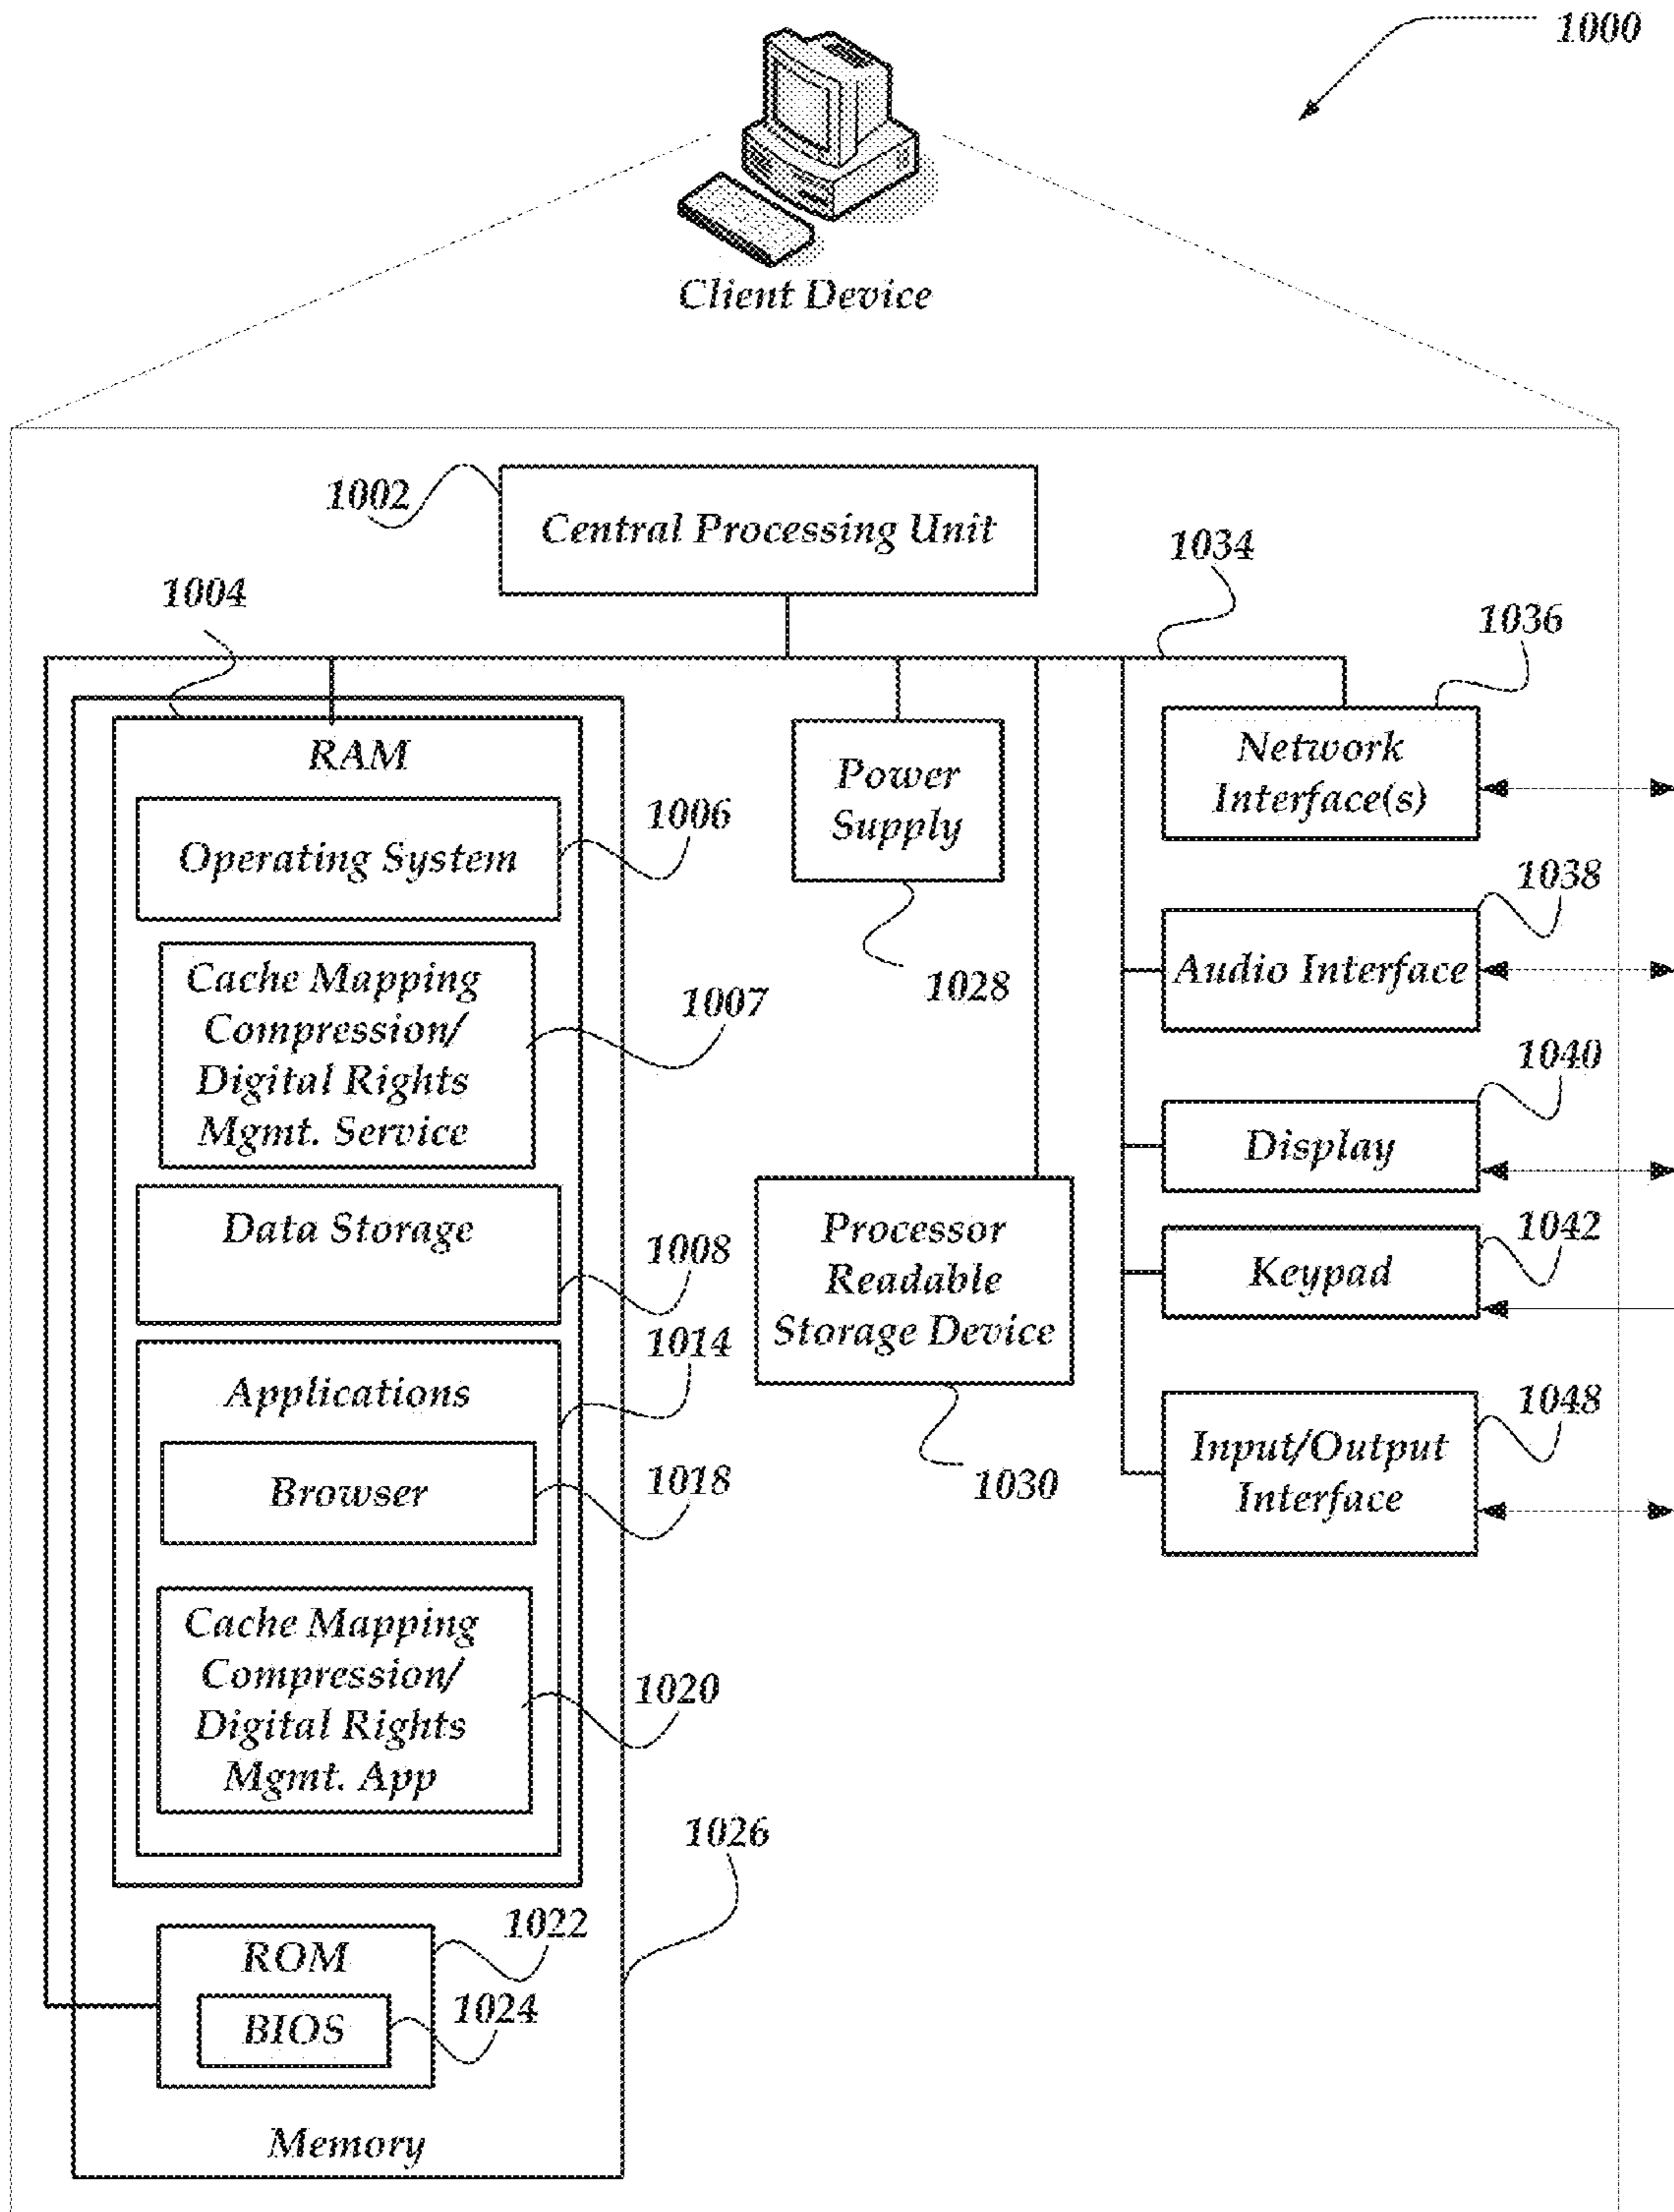 1000
Client Device
1002
Central Processing Unit
1034
1004
1036
RAM
Operating System
1006
Cache Mapping
Compression/
Digital Rights
Mgmt. Service
1007
Data Storage
1008
Applications
1014
Browser
1018
Cache Mapping
Compression/
Digital Rights
Mgmt. App
1020
1026
ROM
1022
BIOS
1024
Memory
Power
Supply
1028
Processor
Readable
Storage Device
1030
Network
Interface(s)
1038
Audio Interface
1040
Display
1042
Keypad
1048
Input/Output
Interface